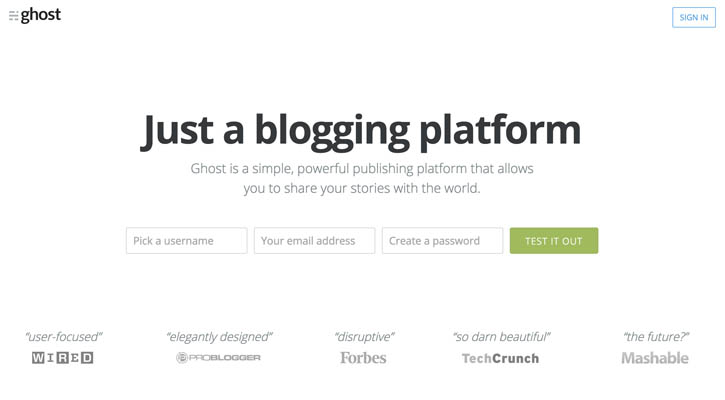 ghost
SIGN IN
Just a blogging platform
Ghost is a simple, powerful publishing platform that allows
you to share your stories with the world.
Pick a username
Your email address
Create a password
TEST IT OUT
“user-focused”
“elegantly designed”
“disruptive”
“so darn beautiful”
“the future?”
WIRED
PROBLOGGER
Forbes
TechCrunch
Mashable